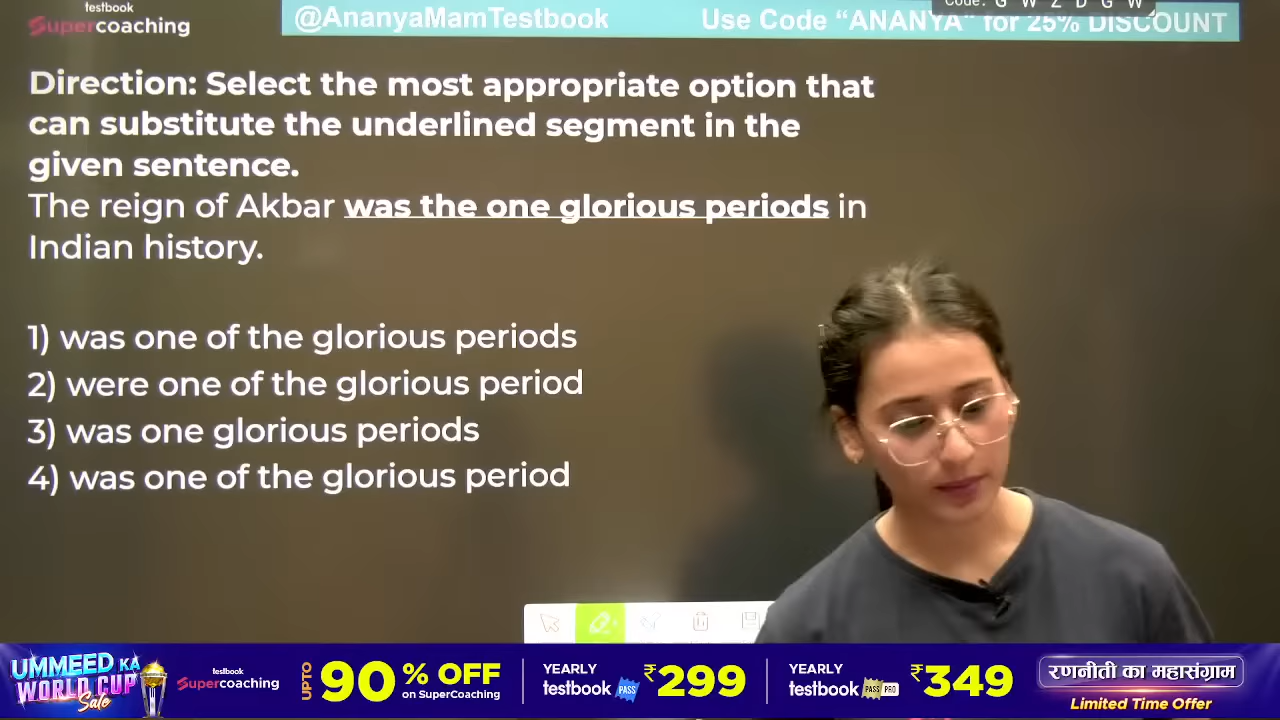 testbook
Supercoaching
@AnanyaMamTestbook
Use Code “ANANYA” for 25% DISCOUNT
Code: G W Z D G W
Direction: Select the most appropriate option that
can substitute the underlined segment in the
given sentence.
The reign of Akbar was the one glorious periods in
Indian history.
1) was one of the glorious periods
2) were one of the glorious period
3) was one glorious periods
4) was one of the glorious period
UMMEED KA
WORLD CUP
Sale
testbook
Supercoaching
UPTO
90% OFF
on SuperCoaching
YEARLY
testbook PASS
₹299
YEARLY
testbook PASS PRO
₹349
रणनीती का महासंग्राम
Limited Time Offer